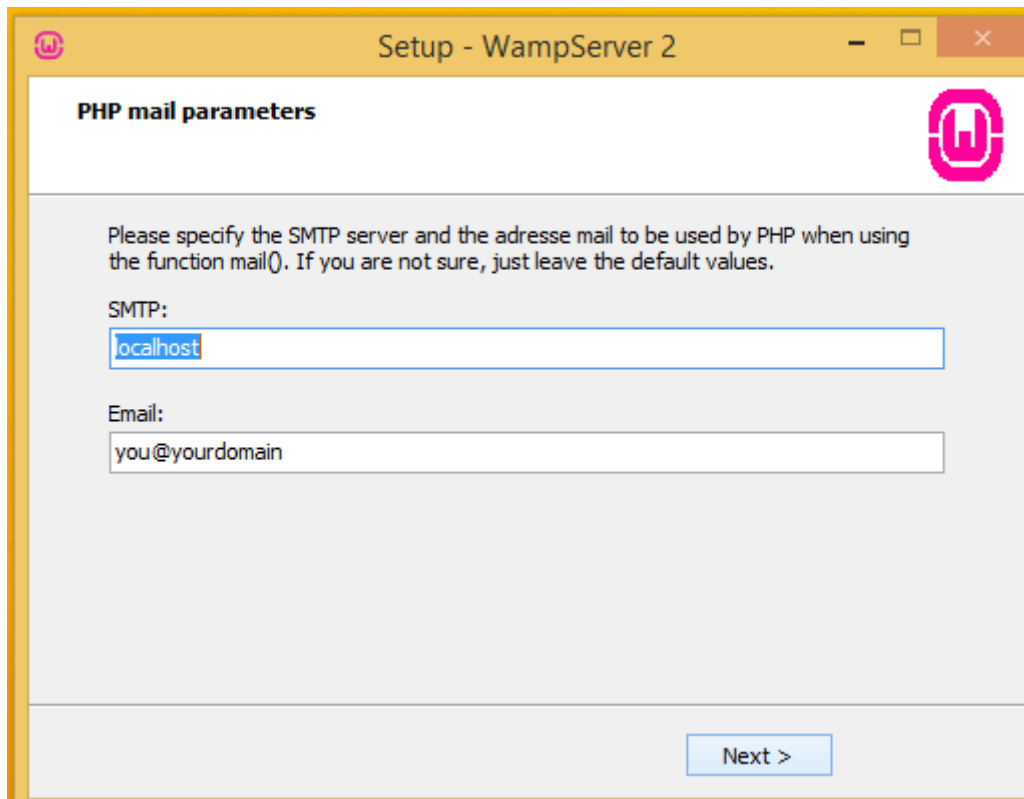 Setup - WampServer 2
PHP mail parameters
Please specify the SMTP server and the adresse mail to be used by PHP when using
the function mail(). If you are not sure, just leave the default values.
SMTP:
localhost
Email:
you@yourdomain
Next >